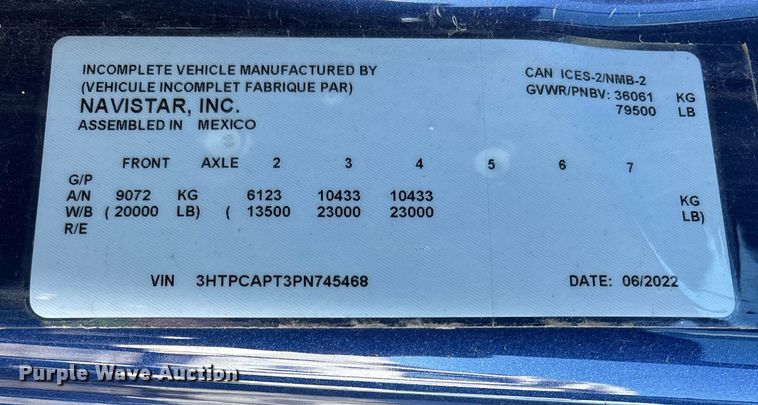 INCOMPLETE VEHICLE MANUFACTURED BY
(VEHICULE INCOMPLET FABRIQUE PAR)
NAVISTAR, INC.
ASSEMBLED IN MEXICO
CAN ICES-2/NMB-2
GVWR/PNBV: 36061 KG
79500 LB
FRONT AXLE 2 3 4 5 6 7
G/P
A/N 9072 KG 6123 10433 10433 KG
W/B ( 20000 LB) ( 13500 23000 23000 LB)
R/E
VIN 3HTPCAPT3PN745468 DATE: 06/2022
Purple Wave Auction